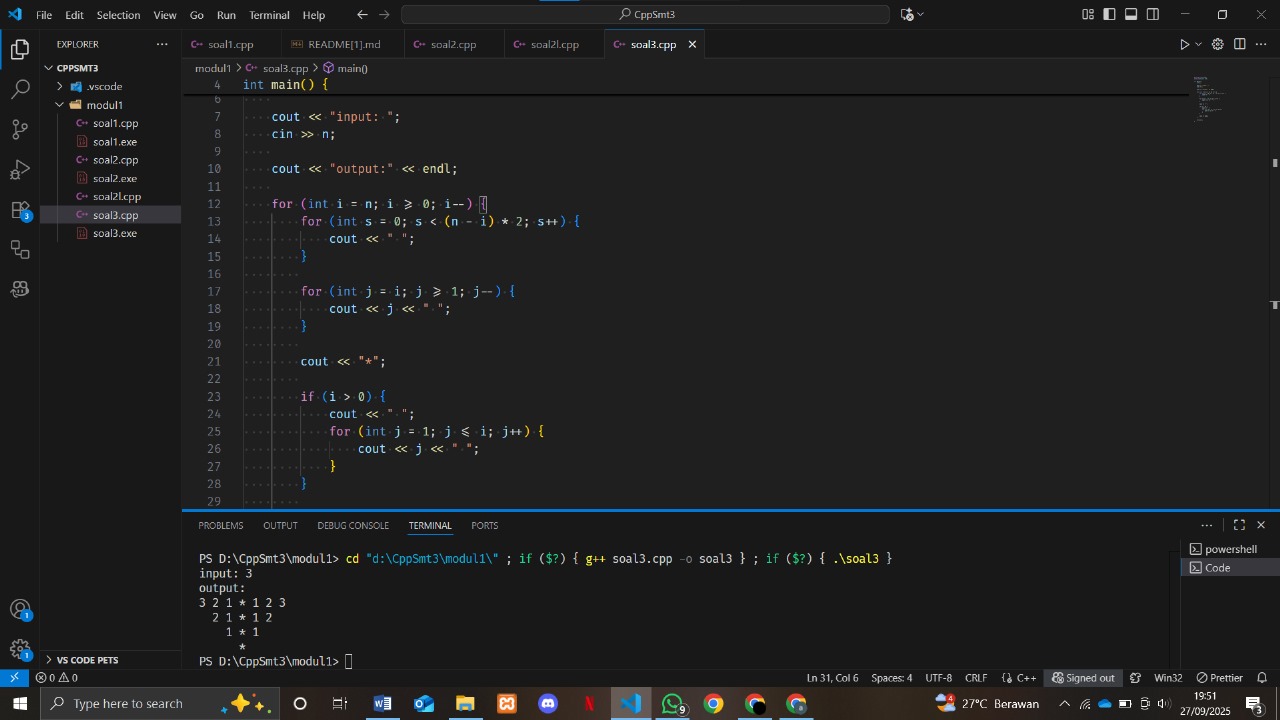 File Edit Selection View Go Run Terminal Help
CppSmt3
EXPLORER
soal1.cpp README[1].md soal2.cpp soal2l.cpp soal3.cpp
CPPSMT3
.vscode
modul1
soal1.cpp
soal1.exe
soal2.cpp
soal2.exe
soal2l.cpp
soal3.cpp
soal3.exe
VS CODE PETS
modul1 > soal3.cpp > main()
4 int main() {
6
7 cout << "input: ";
8 cin >> n;
9
10 cout << "output:" << endl;
11
12 for (int i = n; i >= 0; i--) {
13 for (int s = 0; s < (n - i) * 2; s++) {
14 cout << " ";
15 }
16
17 for (int j = i; j >= 1; j--) {
18 cout << j << " ";
19 }
20
21 cout << "*";
22
23 if (i > 0) {
24 cout << " ";
25 for (int j = 1; j <= i; j++) {
26 cout << j << " ";
27 }
28 }
29
PROBLEMS OUTPUT DEBUG CONSOLE TERMINAL PORTS
PS D:\CppSmt3\modul1> cd "d:\CppSmt3\modul1\" ; if ($?) { g++ soal3.cpp -o soal3 } ; if ($?) { .\soal3 }
input: 3
output:
3 2 1 * 1 2 3
2 1 * 1 2
1 * 1
*
PS D:\CppSmt3\modul1>
powershell
Code
3
1
1
0 0 Ln 31, Col 6 Spaces: 4 UTF-8 CRLF {} C++ Signed out Win32 Prettier
Type here to search
9
27°C Berawan
19:51
27/09/2025
3